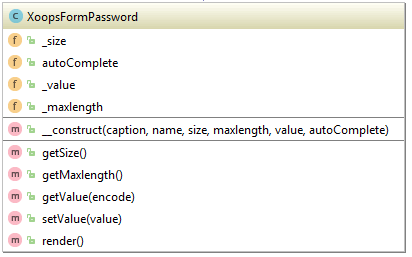 C XoopsFormPassword
f _size
f autoComplete
f _value
f _maxlength
m __construct(caption, name, size, maxlength, value, autoComplete)
m getSize()
m getMaxlength()
m getValue(encode)
m setValue(value)
m render()